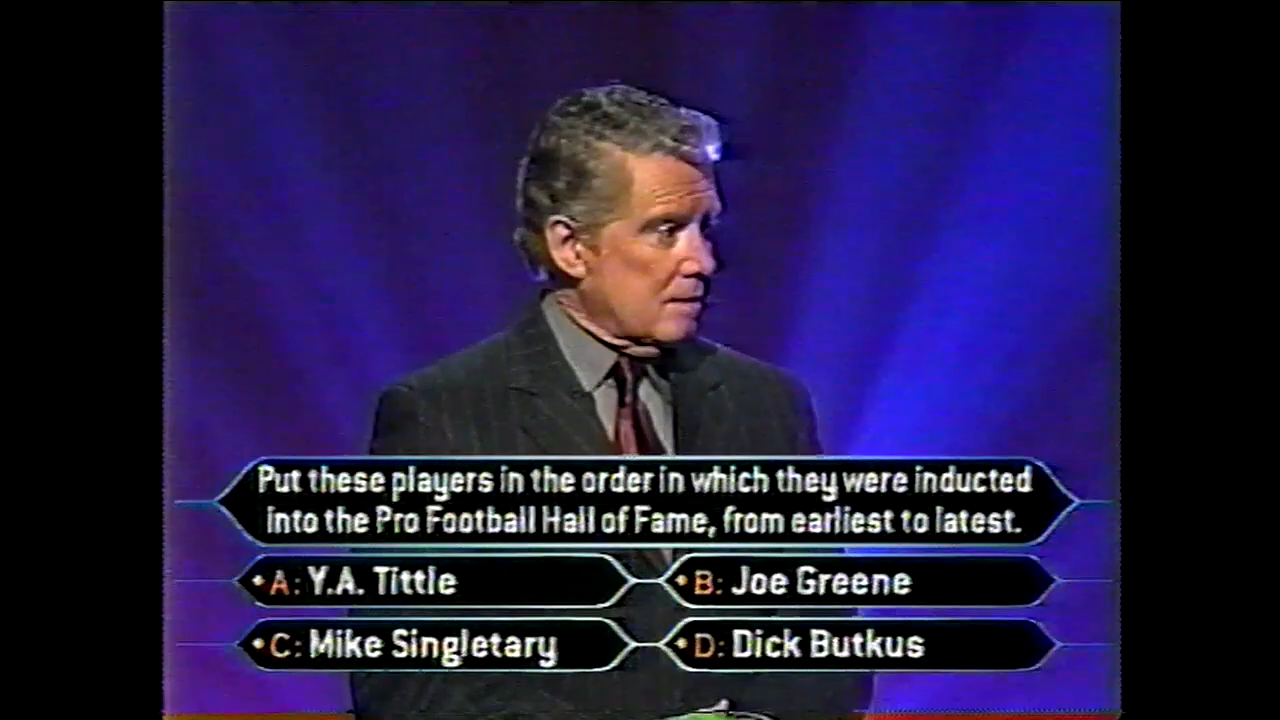 Put these players in the order in which they were inducted
into the Pro Football Hall of Fame, from earliest to latest.
• A: Y.A. Tittle
• B: Joe Greene
• C: Mike Singletary
• D: Dick Butkus